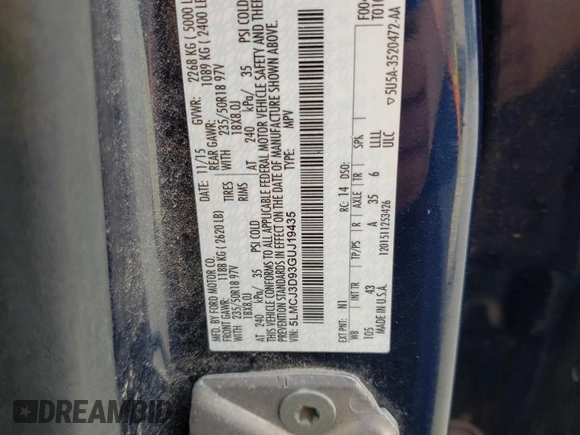 MFD. BY FORD MOTOR CO.
DATE: 11/15 GVWR: 2268 KG ( 5000 L
FRONT GAWR: 1188 KG ( 2620 LB) REAR GAWR: 1089 KG ( 2400 LB
235/50R18 97V TIRES WITH 235/50R18 97V
18X8.0J RIMS 18X8.0J
AT 240 kPa/ 35 PSI COLD AT 240 kPa/ 35 PSI COLD
THIS VEHICLE CONFORMS TO ALL APPLICABLE FEDERAL MOTOR VEHICLE SAFETY AND THEFT
PREVENTION STANDARDS IN EFFECT ON THE DATE OF MANUFACTURE SHOWN ABOVE.
VIN: 5LMCJ3D93GUJ19435 TYPE: MPV
F00
T01
EXT PNT: N1 RC: 14 DSO:
WB INT TR TP/PS R AXLE TR SPK
105 43 A 35 6 LLLL
ULC
MADE IN U.S.A. 1201511253426 5U5A-3520472-AA
DREAMBID